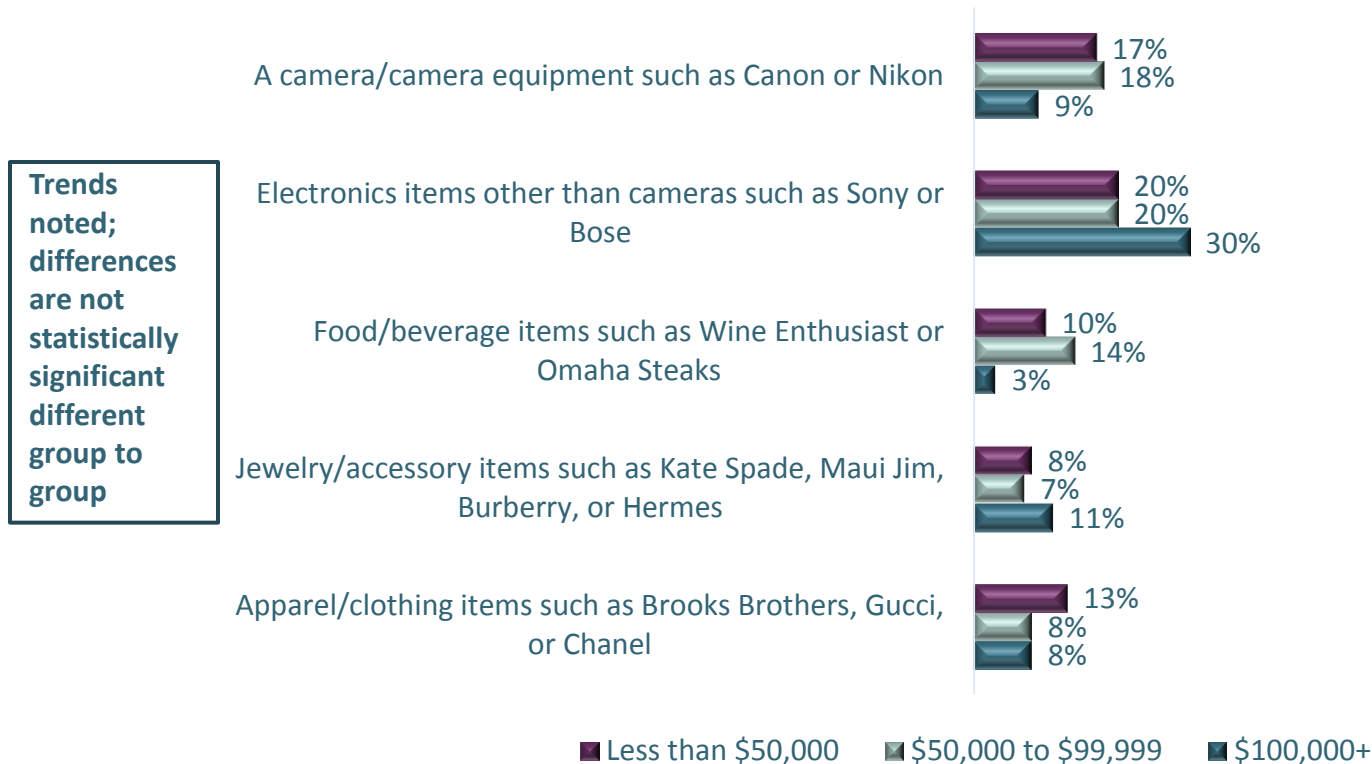 A camera/camera equipment such as Canon or Nikon
17%
18%
9%
Trends
noted;
differences
are not
statistically
significant
different
group to
group
Electronics items other than cameras such as Sony or
Bose
20%
20%
30%
Food/beverage items such as Wine Enthusiast or
Omaha Steaks
10%
14%
3%
Jewelry/accessory items such as Kate Spade, Maui Jim,
Burberry, or Hermes
8%
7%
11%
Apparel/clothing items such as Brooks Brothers, Gucci,
or Chanel
13%
8%
8%
Less than $50,000 $50,000 to $99,999 $100,000+